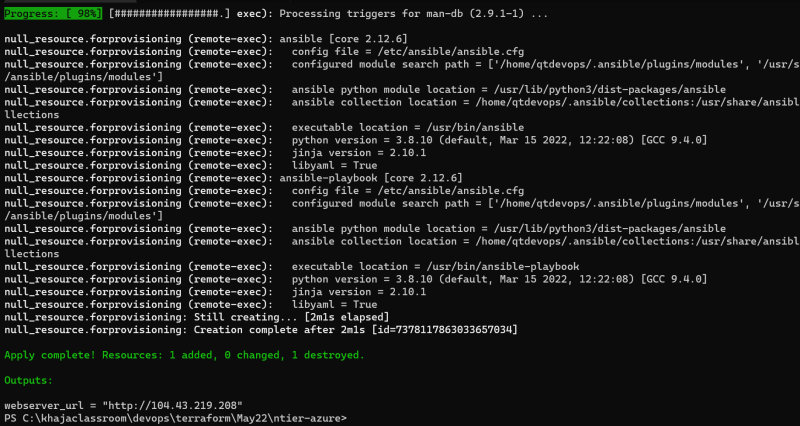 Progress: [ 98%] [#################.] exec): Processing triggers for man-db (2.9.1-1) ...
null_resource.forprovisioning (remote-exec): ansible [core 2.12.6]
null_resource.forprovisioning (remote-exec):   config file = /etc/ansible/ansible.cfg
null_resource.forprovisioning (remote-exec):   configured module search path = ['/home/qtdevops/.ansible/plugins/modules', '/usr/s
/ansible/plugins/modules']
null_resource.forprovisioning (remote-exec):   ansible python module location = /usr/lib/python3/dist-packages/ansible
null_resource.forprovisioning (remote-exec):   ansible collection location = /home/qtdevops/.ansible/collections:/usr/share/ansibl
llections
null_resource.forprovisioning (remote-exec):   executable location = /usr/bin/ansible
null_resource.forprovisioning (remote-exec):   python version = 3.8.10 (default, Mar 15 2022, 12:22:08) [GCC 9.4.0]
null_resource.forprovisioning (remote-exec):   jinja version = 2.10.1
null_resource.forprovisioning (remote-exec):   libyaml = True
null_resource.forprovisioning (remote-exec): ansible-playbook [core 2.12.6]
null_resource.forprovisioning (remote-exec):   config file = /etc/ansible/ansible.cfg
null_resource.forprovisioning (remote-exec):   configured module search path = ['/home/qtdevops/.ansible/plugins/modules', '/usr/s
/ansible/plugins/modules']
null_resource.forprovisioning (remote-exec):   ansible python module location = /usr/lib/python3/dist-packages/ansible
null_resource.forprovisioning (remote-exec):   ansible collection location = /home/qtdevops/.ansible/collections:/usr/share/ansibl
llections
null_resource.forprovisioning (remote-exec):   executable location = /usr/bin/ansible-playbook
null_resource.forprovisioning (remote-exec):   python version = 3.8.10 (default, Mar 15 2022, 12:22:08) [GCC 9.4.0]
null_resource.forprovisioning (remote-exec):   jinja version = 2.10.1
null_resource.forprovisioning (remote-exec):   libyaml = True
null_resource.forprovisioning: Still creating... [2m1s elapsed]
null_resource.forprovisioning: Creation complete after 2m1s [id=7378117863033657034]
Apply complete! Resources: 1 added, 0 changed, 1 destroyed.
Outputs:
webserver_url = "http://104.43.219.208"
PS C:\khajaclassroom\devops\terraform\May22\ntier-azure>